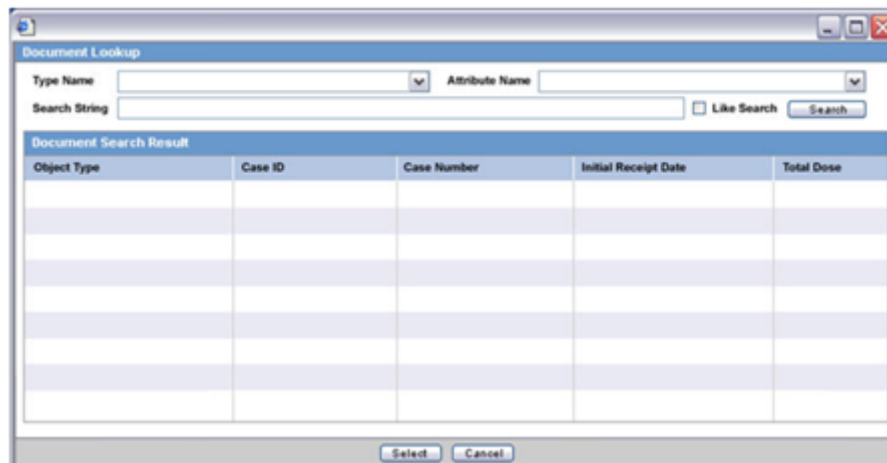 Document Lookup
Type Name Attribute Name
Search String Like Search Search
Document Search Result
Object Type Case ID Case Number Initial Receipt Date Total Dose
Select Cancel